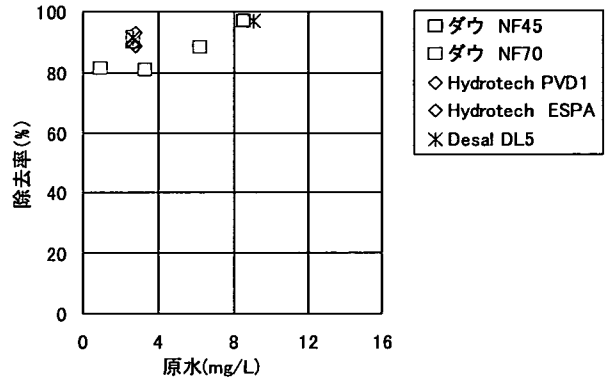 100
80
60
40
20
0
除去率(%)
0 4 8 12 16
原水(mg/L)
ダウ NF45
ダウ NF70
Hydrotech PVD1
Hydrotech ESPA
Desal DL5